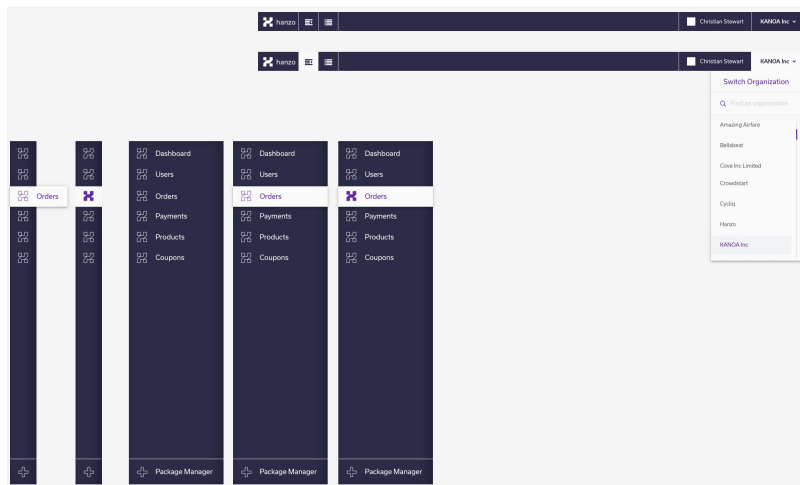 hanzo
Christian Stewart
KANOA Inc
hanzo
Christian Stewart
KANOA Inc
Switch Organization
Find an organization
Amazing Airfare
Bellabeat
Cove Inc Limited
Crowdstart
Cycliq
Hanzo
KANOA Inc
Orders
Dashboard
Users
Orders
Payments
Products
Coupons
Package Manager
Dashboard
Users
Orders
Payments
Products
Coupons
Package Manager
Dashboard
Users
Orders
Payments
Products
Coupons
Package Manager